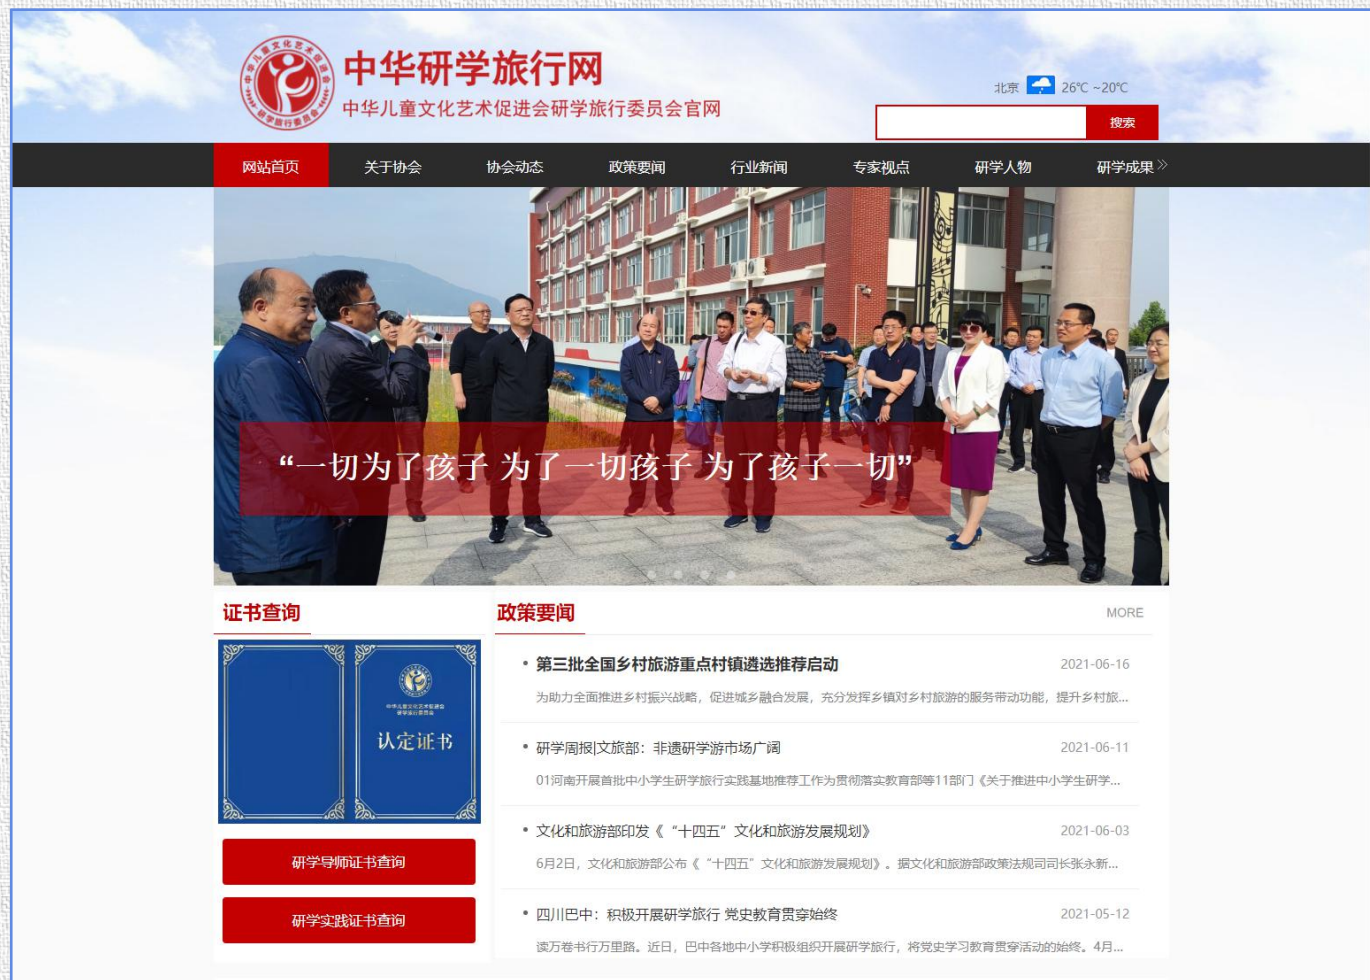 中华研学旅行网
中华儿童文化艺术促进会研学旅行委员会官网
北京 26℃ ~20℃
搜索
网站首页 关于协会 协会动态 政策要闻 行业新闻 专家视点 研学人物 研学成果
“一切为了孩子 为了一切孩子 为了孩子一切”
证书查询
中华儿童文化艺术促进会
研学旅行委员会
认定证书
研学导师证书查询
研学实践证书查询
政策要闻 MORE
第三批全国乡村旅游重点村镇遴选推荐启动 2021-06-16
为助力全面推进乡村振兴战略，促进城乡融合发展，充分发挥乡镇对乡村旅游的服务带动功能，提升乡村旅...
研学周报|文旅部：非遗研学游市场广阔 2021-06-11
01河南开展首批中小学生研学旅行实践基地推荐工作为贯彻落实教育部等11部门《关于推进中小学生研学...
文化和旅游部印发《“十四五”文化和旅游发展规划》 2021-06-03
6月2日，文化和旅游部公布《“十四五”文化和旅游发展规划》。据文化和旅游部政策法规司司长张永新...
四川巴中：积极开展研学旅行 党史教育贯穿始终 2021-05-12
读万卷书行万里路。近日，巴中各地中小学积极组织开展研学旅行，将党史学习教育贯穿活动的始终。4月...